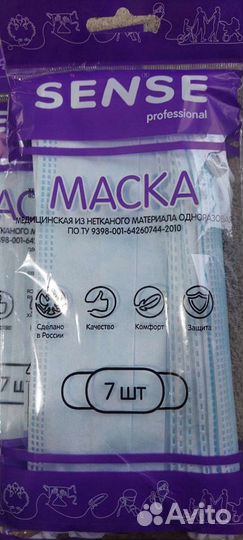 SENSE
professional
МАСКА
МЕДИЦИНСКАЯ ИЗ НЕТКАНОГО МАТЕРИАЛА ОДНОРАЗОВАЯ
ПО ТУ 9398-001-64260744-2010
Сделано
в России
Качество
Комфорт
Защита
7 шт
Avito